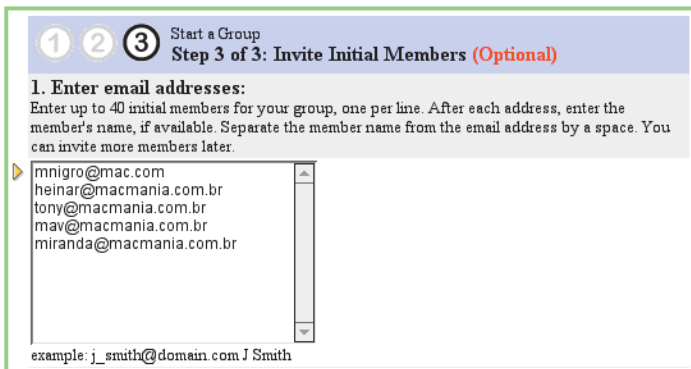 1 2 3 Start a Group
Step 3 of 3: Invite Initial Members (Optional)
1. Enter email addresses:
Enter up to 40 initial members for your group, one per line. After each address, enter the
member's name, if available. Separate the member name from the email address by a space. You
can invite more members later.
mnigro@mac.com
heinar@macmania.com.br
tony@macmania.com.br
mav@macmania.com.br
miranda@macmania.com.br
example: j_smith@domain.com J Smith